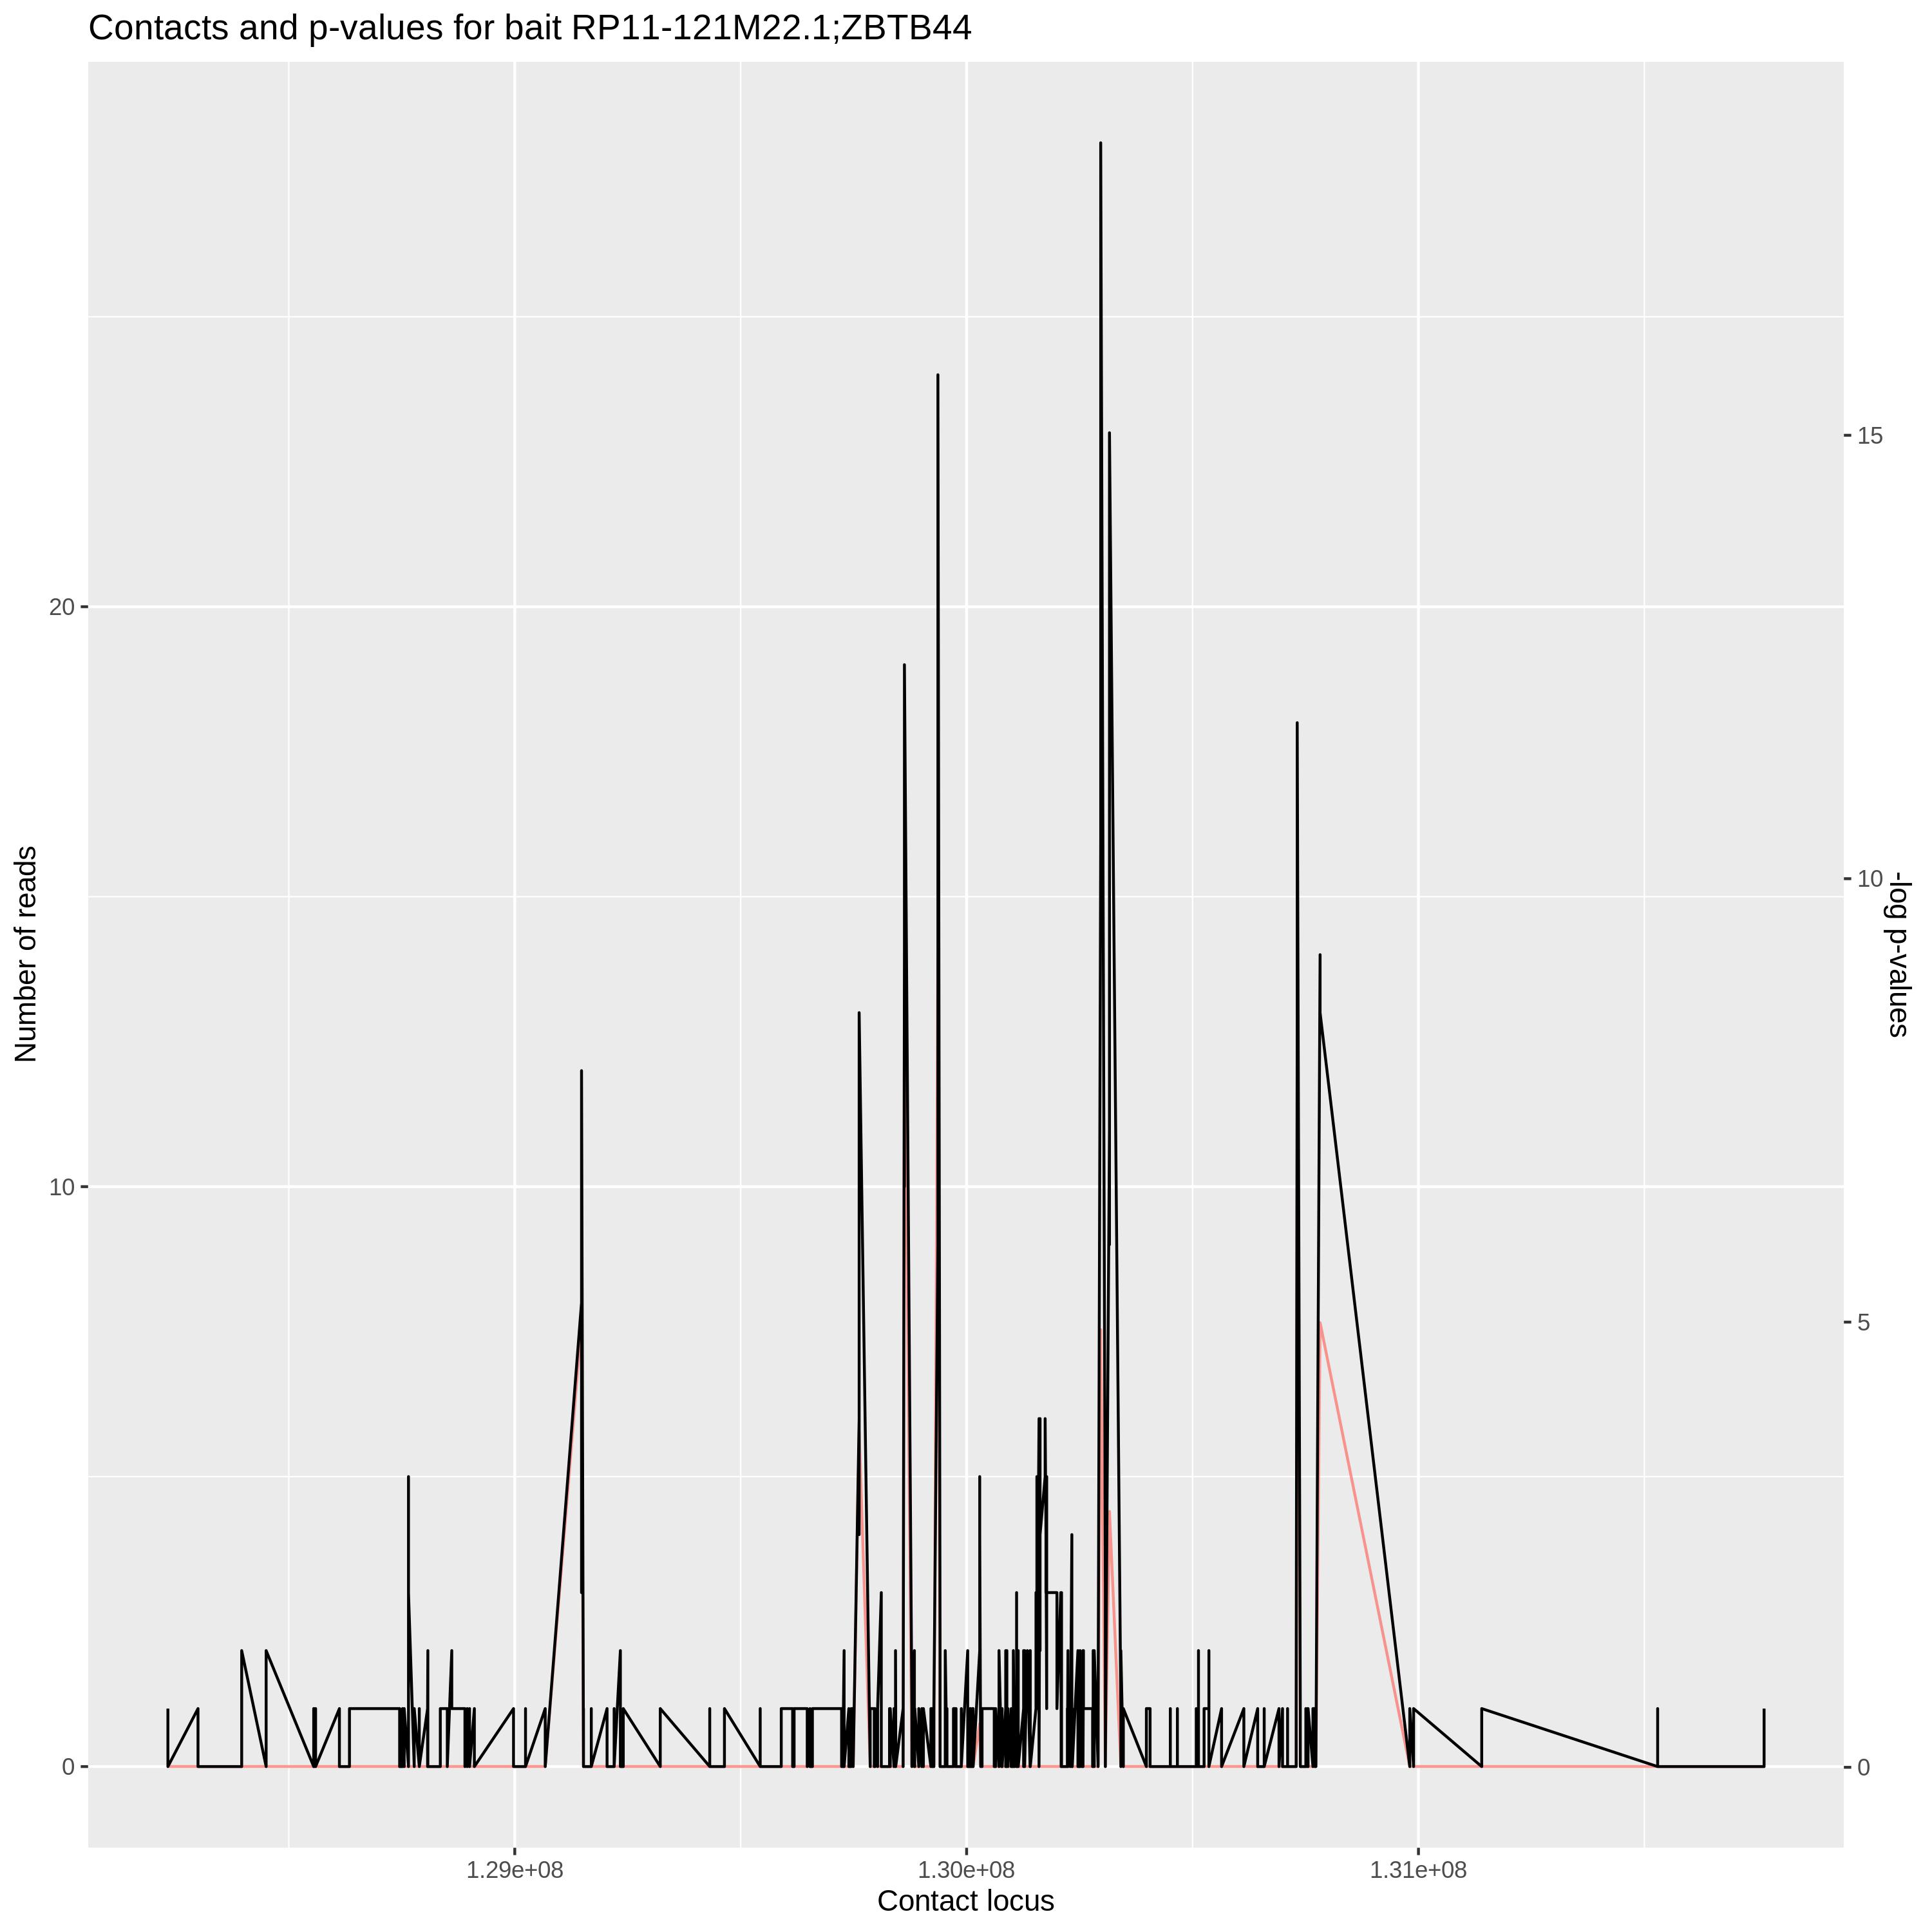 Contacts and p-values for bait RP11-121M22.1;ZBTB44
20
10
0
Number of reads
15
10
5
0
-log p-values
1.29e+08
1.30e+08
1.31e+08
Contact locus